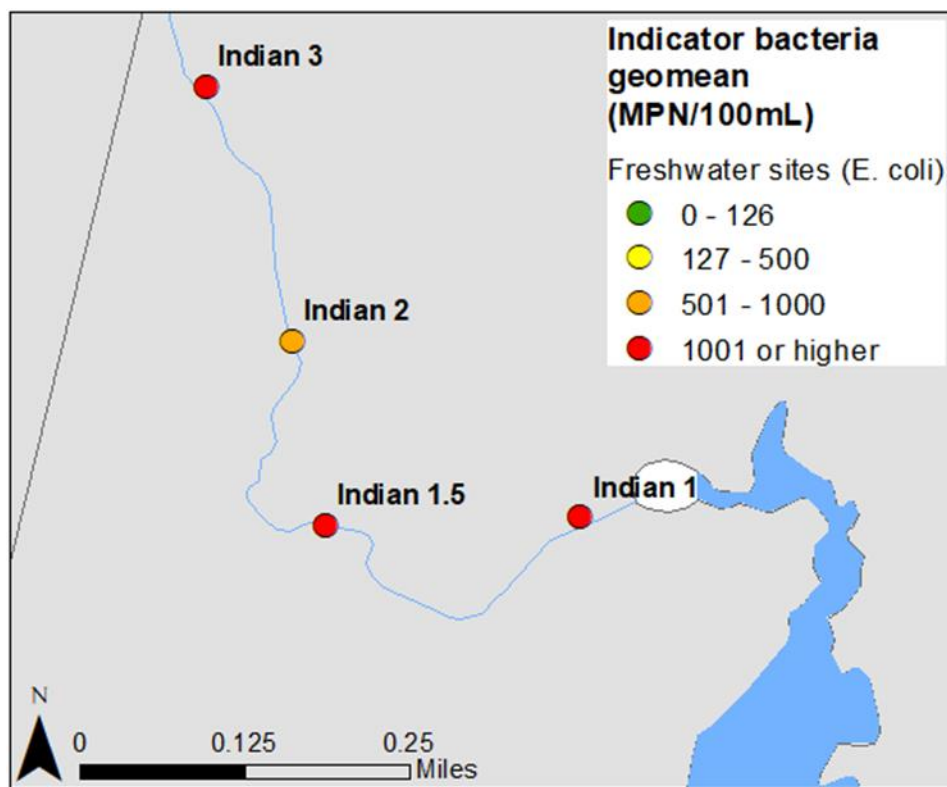 Indian 3
Indian 2
Indian 1.5
Indian 1
Indicator bacteria
geomean
(MPN/100mL)
Freshwater sites (E. coli)
0 - 126
127 - 500
501 - 1000
1001 or higher
N
0 0.125 0.25
Miles